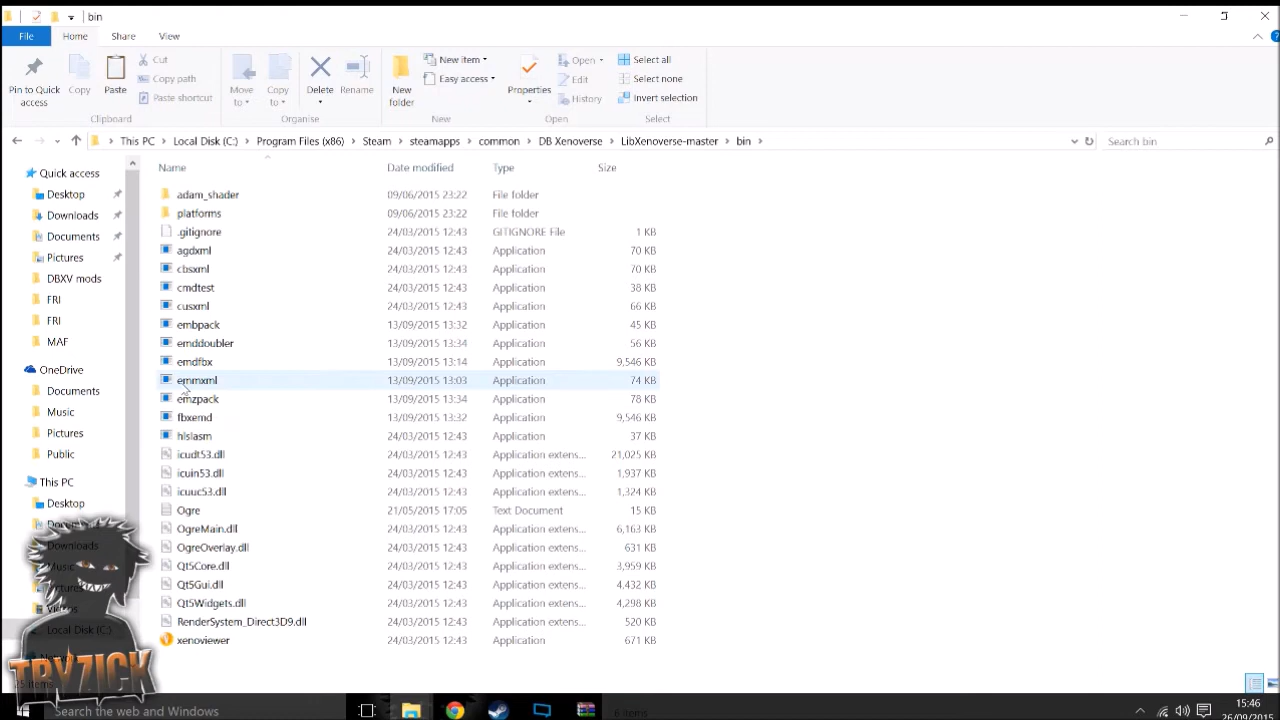 bin
File Home Share View
Pin to Quick access
Copy
Paste
Cut
Copy path
Paste shortcut
Clipboard
Move to
Copy to
Delete
Rename
Organise
New folder
New item
Easy access
New
Properties
Open
Edit
History
Open
Select all
Select none
Invert selection
Select
This PC Local Disk (C:) Program Files (x86) Steam steamapps common DB Xenoverse LibXenoverse-master bin
Search bin
Quick access
Desktop
Downloads
Documents
Pictures
DBXV mods
FRI
FRI
MAF
OneDrive
Documents
Music
Pictures
Public
This PC
Desktop
Downloads
Music
Pictures
Videos
Local Disk (C:)
Name Date modified Type Size
adam_shader 09/06/2015 23:22 File folder
platforms 09/06/2015 23:22 File folder
.gitignore 24/03/2015 12:43 GITIGNORE File 1 KB
agdxml 24/03/2015 12:43 Application 70 KB
cbsxml 24/03/2015 12:43 Application 70 KB
cmdtest 24/03/2015 12:43 Application 38 KB
cusxml 24/03/2015 12:43 Application 66 KB
embpack 13/09/2015 13:32 Application 45 KB
emddoubler 13/09/2015 13:34 Application 56 KB
emdfbx 13/09/2015 13:14 Application 9,546 KB
emmxml 13/09/2015 13:03 Application 74 KB
emzpack 13/09/2015 13:34 Application 78 KB
fbxemd 13/09/2015 13:32 Application 9,546 KB
hlslasm 24/03/2015 12:43 Application 37 KB
icudt53.dll 24/03/2015 12:43 Application extens... 21,025 KB
icuin53.dll 24/03/2015 12:43 Application extens... 1,937 KB
icuuc53.dll 24/03/2015 12:43 Application extens... 1,324 KB
Ogre 21/05/2015 17:05 Text Document 15 KB
OgreMain.dll 24/03/2015 12:43 Application extens... 6,163 KB
OgreOverlay.dll 24/03/2015 12:43 Application extens... 631 KB
Qt5Core.dll 24/03/2015 12:43 Application extens... 3,959 KB
Qt5Gui.dll 24/03/2015 12:43 Application extens... 4,432 KB
Qt5Widgets.dll 24/03/2015 12:43 Application extens... 4,298 KB
RenderSystem_Direct3D9.dll 24/03/2015 12:43 Application extens... 520 KB
xenoviewer 24/03/2015 12:43 Application 671 KB
TRYZICK
25 items
Search the web and Windows
6 items
15:46
26/09/2015